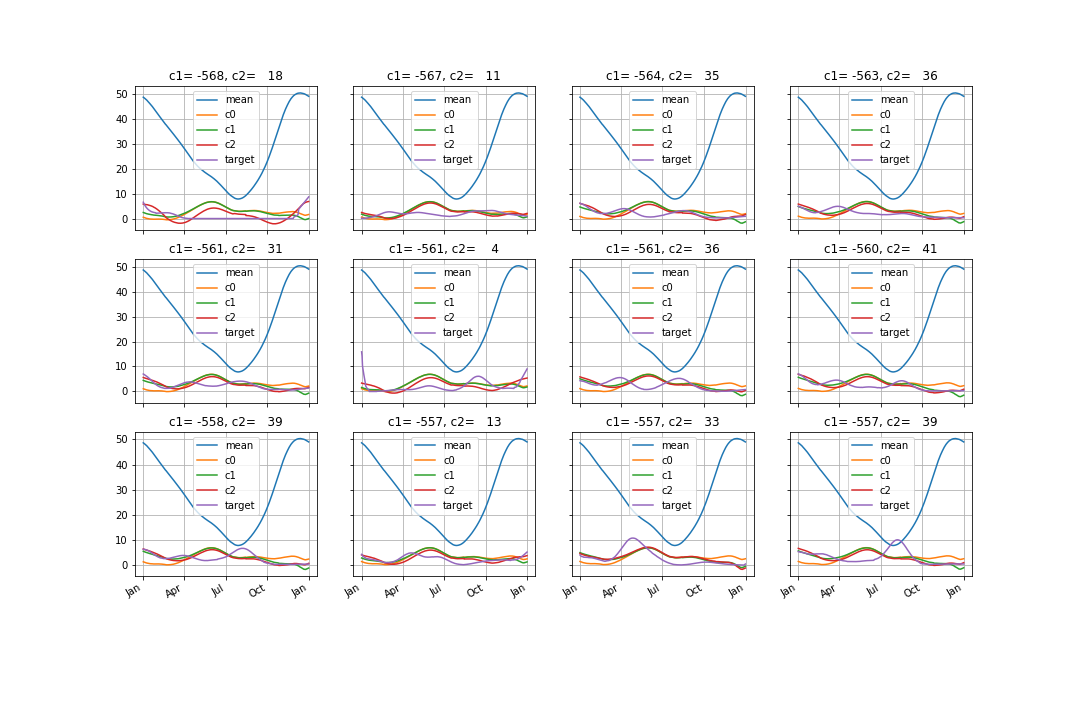 c1= -568, c2=   18
c1= -567, c2=   11
c1= -564, c2=   35
c1= -563, c2=   36
50
40
30
20
10
0
mean
c0
c1
c2
target
mean
c0
c1
c2
target
mean
c0
c1
c2
target
mean
c0
c1
c2
target
c1= -561, c2=   31
c1= -561, c2=    4
c1= -561, c2=   36
c1= -560, c2=   41
50
40
30
20
10
0
mean
c0
c1
c2
target
mean
c0
c1
c2
target
mean
c0
c1
c2
target
mean
c0
c1
c2
target
c1= -558, c2=   39
c1= -557, c2=   13
c1= -557, c2=   33
c1= -557, c2=   39
50
40
30
20
10
0
mean
c0
c1
c2
target
mean
c0
c1
c2
target
mean
c0
c1
c2
target
mean
c0
c1
c2
target
Jan
Apr
Jul
Oct
Jan
Jan
Apr
Jul
Oct
Jan
Jan
Apr
Jul
Oct
Jan
Jan
Apr
Jul
Oct
Jan